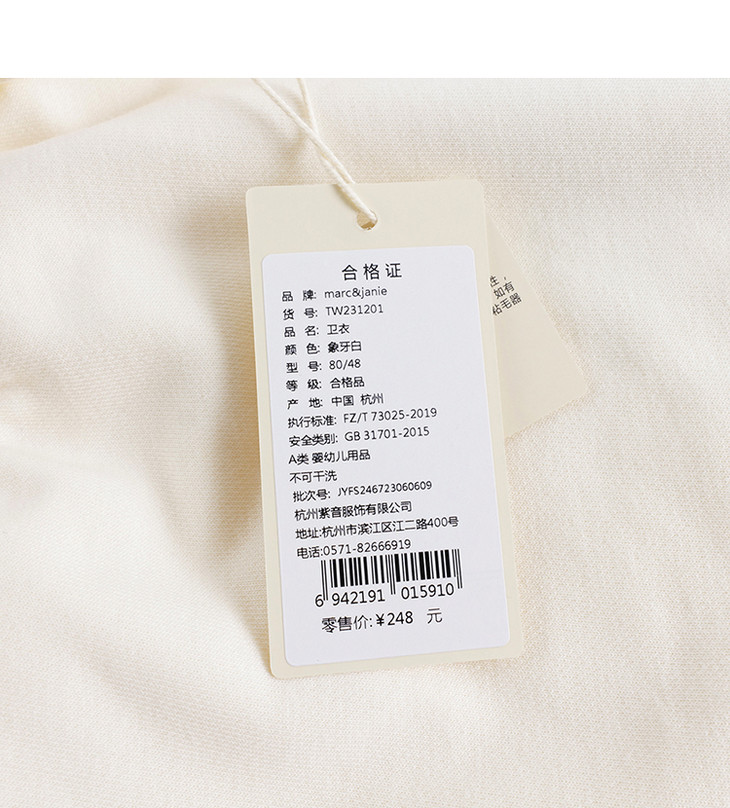 合格证
品 牌: marc&janie
货 号: TW231201
品 名: 卫衣
颜 色: 象牙白
型 号: 80/48
等 级: 合格品
产 地: 中国 杭州
执行标准: FZ/T 73025-2019
安全类别: GB 31701-2015
A类 婴幼儿用品
不可干洗
批次号: JYFS246723060609
杭州紫音服饰有限公司
地址:杭州市滨江区江二路400号
电话:0571-82666919
6 942191 015910
零售价:¥248 元
性，
如有
粘毛器